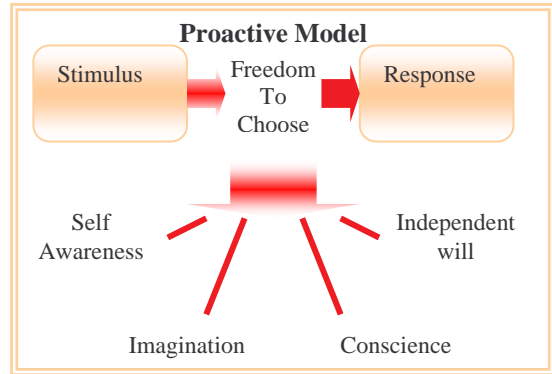 Proactive Model
Stimulus
Freedom
To
Choose
Response
Self
Awareness
Independent
will
Imagination
Conscience